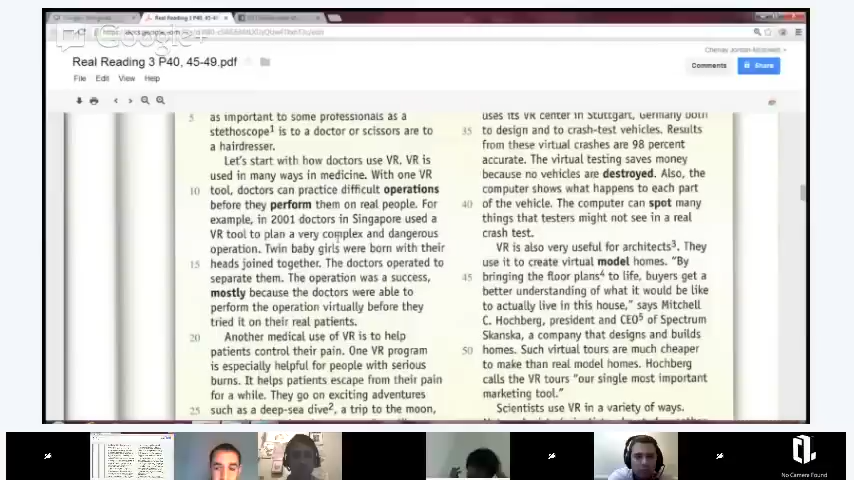 Real Reading 3 P40, 45-49
Google+
Real Reading 3 P40, 45-49.pdf
Comments
Share
File Edit View Help
5 as important to some professionals as a
stethoscope1 is to a doctor or scissors are to
a hairdresser.
Let's start with how doctors use VR. VR is
used in many ways in medicine. With one VR
10 tool, doctors can practice difficult operations
before they perform them on real people. For
example, in 2001 doctors in Singapore used a
VR tool to plan a very complex and dangerous
operation. Twin baby girls were born with their
15 heads joined together. The doctors operated to
separate them. The operation was a success,
mostly because the doctors were able to
perform the operation virtually before they
tried it on their real patients.
20 Another medical use of VR is to help
patients control their pain. One VR program
is especially helpful for people with serious
burns. It helps patients escape from their pain
for a while. They go on exciting adventures
25 such as a deep-sea dive2, a trip to the moon,
uses its VR center in Stuttgart, Germany both
35 to design and to crash-test vehicles. Results
from these virtual crashes are 98 percent
accurate. The virtual testing saves money
because no vehicles are destroyed. Also, the
computer shows what happens to each part
40 of the vehicle. The computer can spot many
things that testers might not see in a real
crash test.
VR is also very useful for architects3. They
use it to create virtual model homes. "By
45 bringing the floor plans4 to life, buyers get a
better understanding of what it would be like
to actually live in this house," says Mitchell
C. Hochberg, president and CEO5 of Spectrum
Skanska, a company that designs and builds
50 homes. Such virtual tours are much cheaper
to make than real model homes. Hochberg
calls the VR tours "our single most important
marketing tool."
Scientists use VR in a variety of ways.
No Camera Found